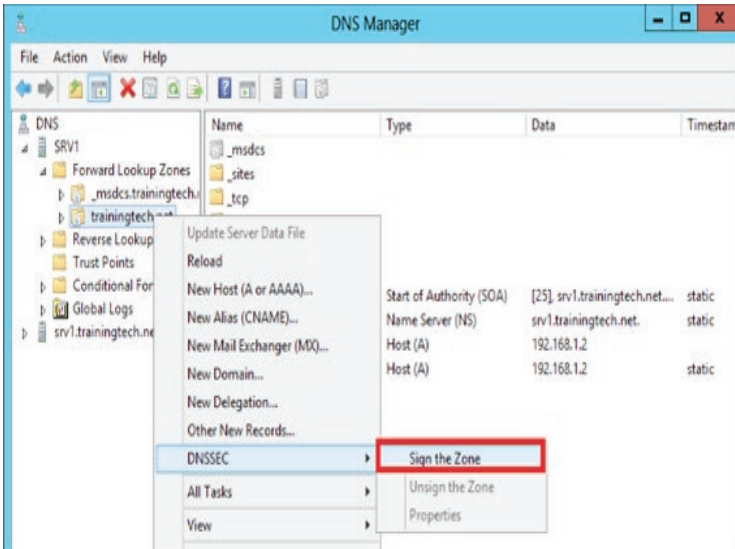 DNS Manager
File Action View Help
DNS
SRV1
Forward Lookup Zones
_msdcs.trainingtech.
trainingtech.net
Reverse Lookup
Trust Points
Conditional For
Global Logs
srv1.trainingtech.ne
Name Type Data Timestam
_msdcs
_sites
_tcp
Start of Authority (SOA) [25], srv1.trainingtech.net.... static
Name Server (NS) srv1.trainingtech.net. static
Host (A) 192.168.1.2
Host (A) 192.168.1.2 static
Update Server Data File
Reload
New Host (A or AAAA)...
New Alias (CNAME)...
New Mail Exchanger (MX)...
New Domain...
New Delegation...
Other New Records...
DNSSEC
All Tasks
View
Sign the Zone
Unsign the Zone
Properties